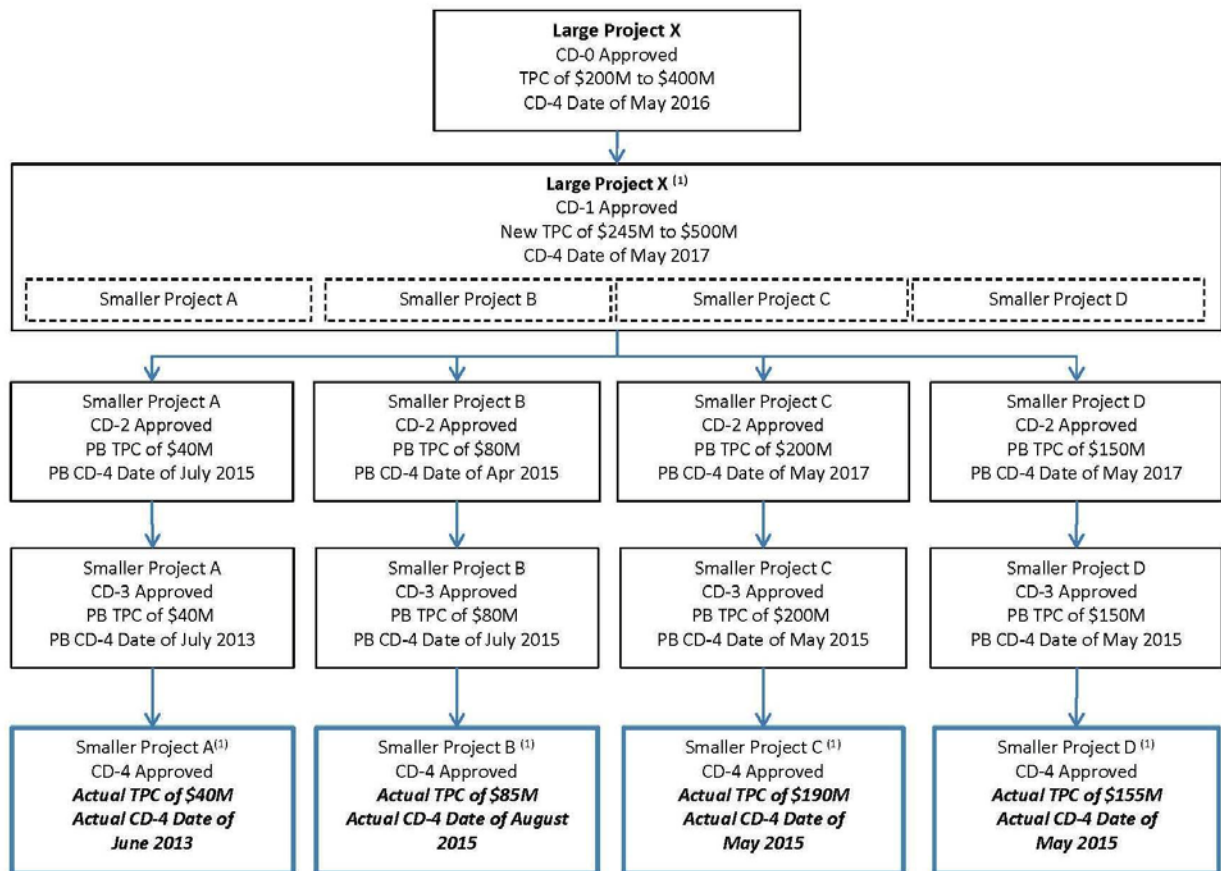 Large Project X
CD-0 Approved
TPC of $200M to $400M
CD-4 Date of May 2016
Large Project X (1)
CD-1 Approved
New TPC of $245M to $500M
CD-4 Date of May 2017
Smaller Project A
Smaller Project B
Smaller Project C
Smaller Project D
Smaller Project A
CD-2 Approved
PB TPC of $40M
PB CD-4 Date of July 2015
Smaller Project B
CD-2 Approved
PB TPC of $80M
PB CD-4 Date of Apr 2015
Smaller Project C
CD-2 Approved
PB TPC of $200M
PB CD-4 Date of May 2017
Smaller Project D
CD-2 Approved
PB TPC of $150M
PB CD-4 Date of May 2017
Smaller Project A
CD-3 Approved
PB TPC of $40M
PB CD-4 Date of July 2013
Smaller Project B
CD-3 Approved
PB TPC of $80M
PB CD-4 Date of July 2015
Smaller Project C
CD-3 Approved
PB TPC of $200M
PB CD-4 Date of May 2015
Smaller Project D
CD-3 Approved
PB TPC of $150M
PB CD-4 Date of May 2015
Smaller Project A(1)
CD-4 Approved
Actual TPC of $40M
Actual CD-4 Date of
June 2013
Smaller Project B (1)
CD-4 Approved
Actual TPC of $85M
Actual CD-4 Date of August
2015
Smaller Project C (1)
CD-4 Approved
Actual TPC of $190M
Actual CD-4 Date of
May 2015
Smaller Project D (1)
CD-4 Approved
Actual TPC of $155M
Actual CD-4 Date of
May 2015